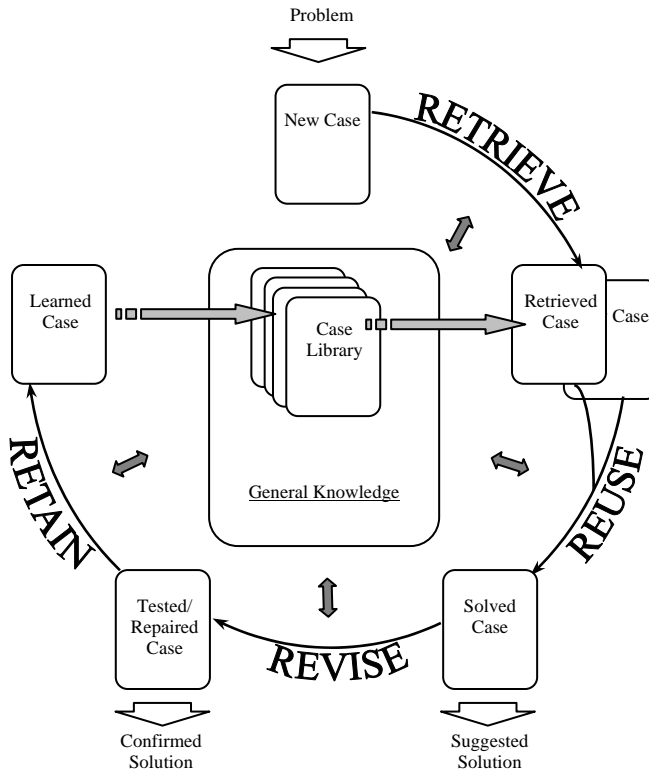 Problem
New Case
RETRIEVE
Learned
Case
Case
Library
Retrieved
Case
Case
General Knowledge
RETAIN
REUSE
Tested/
Repaired
Case
REVISE
Solved
Case
Confirmed
Solution
Suggested
Solution